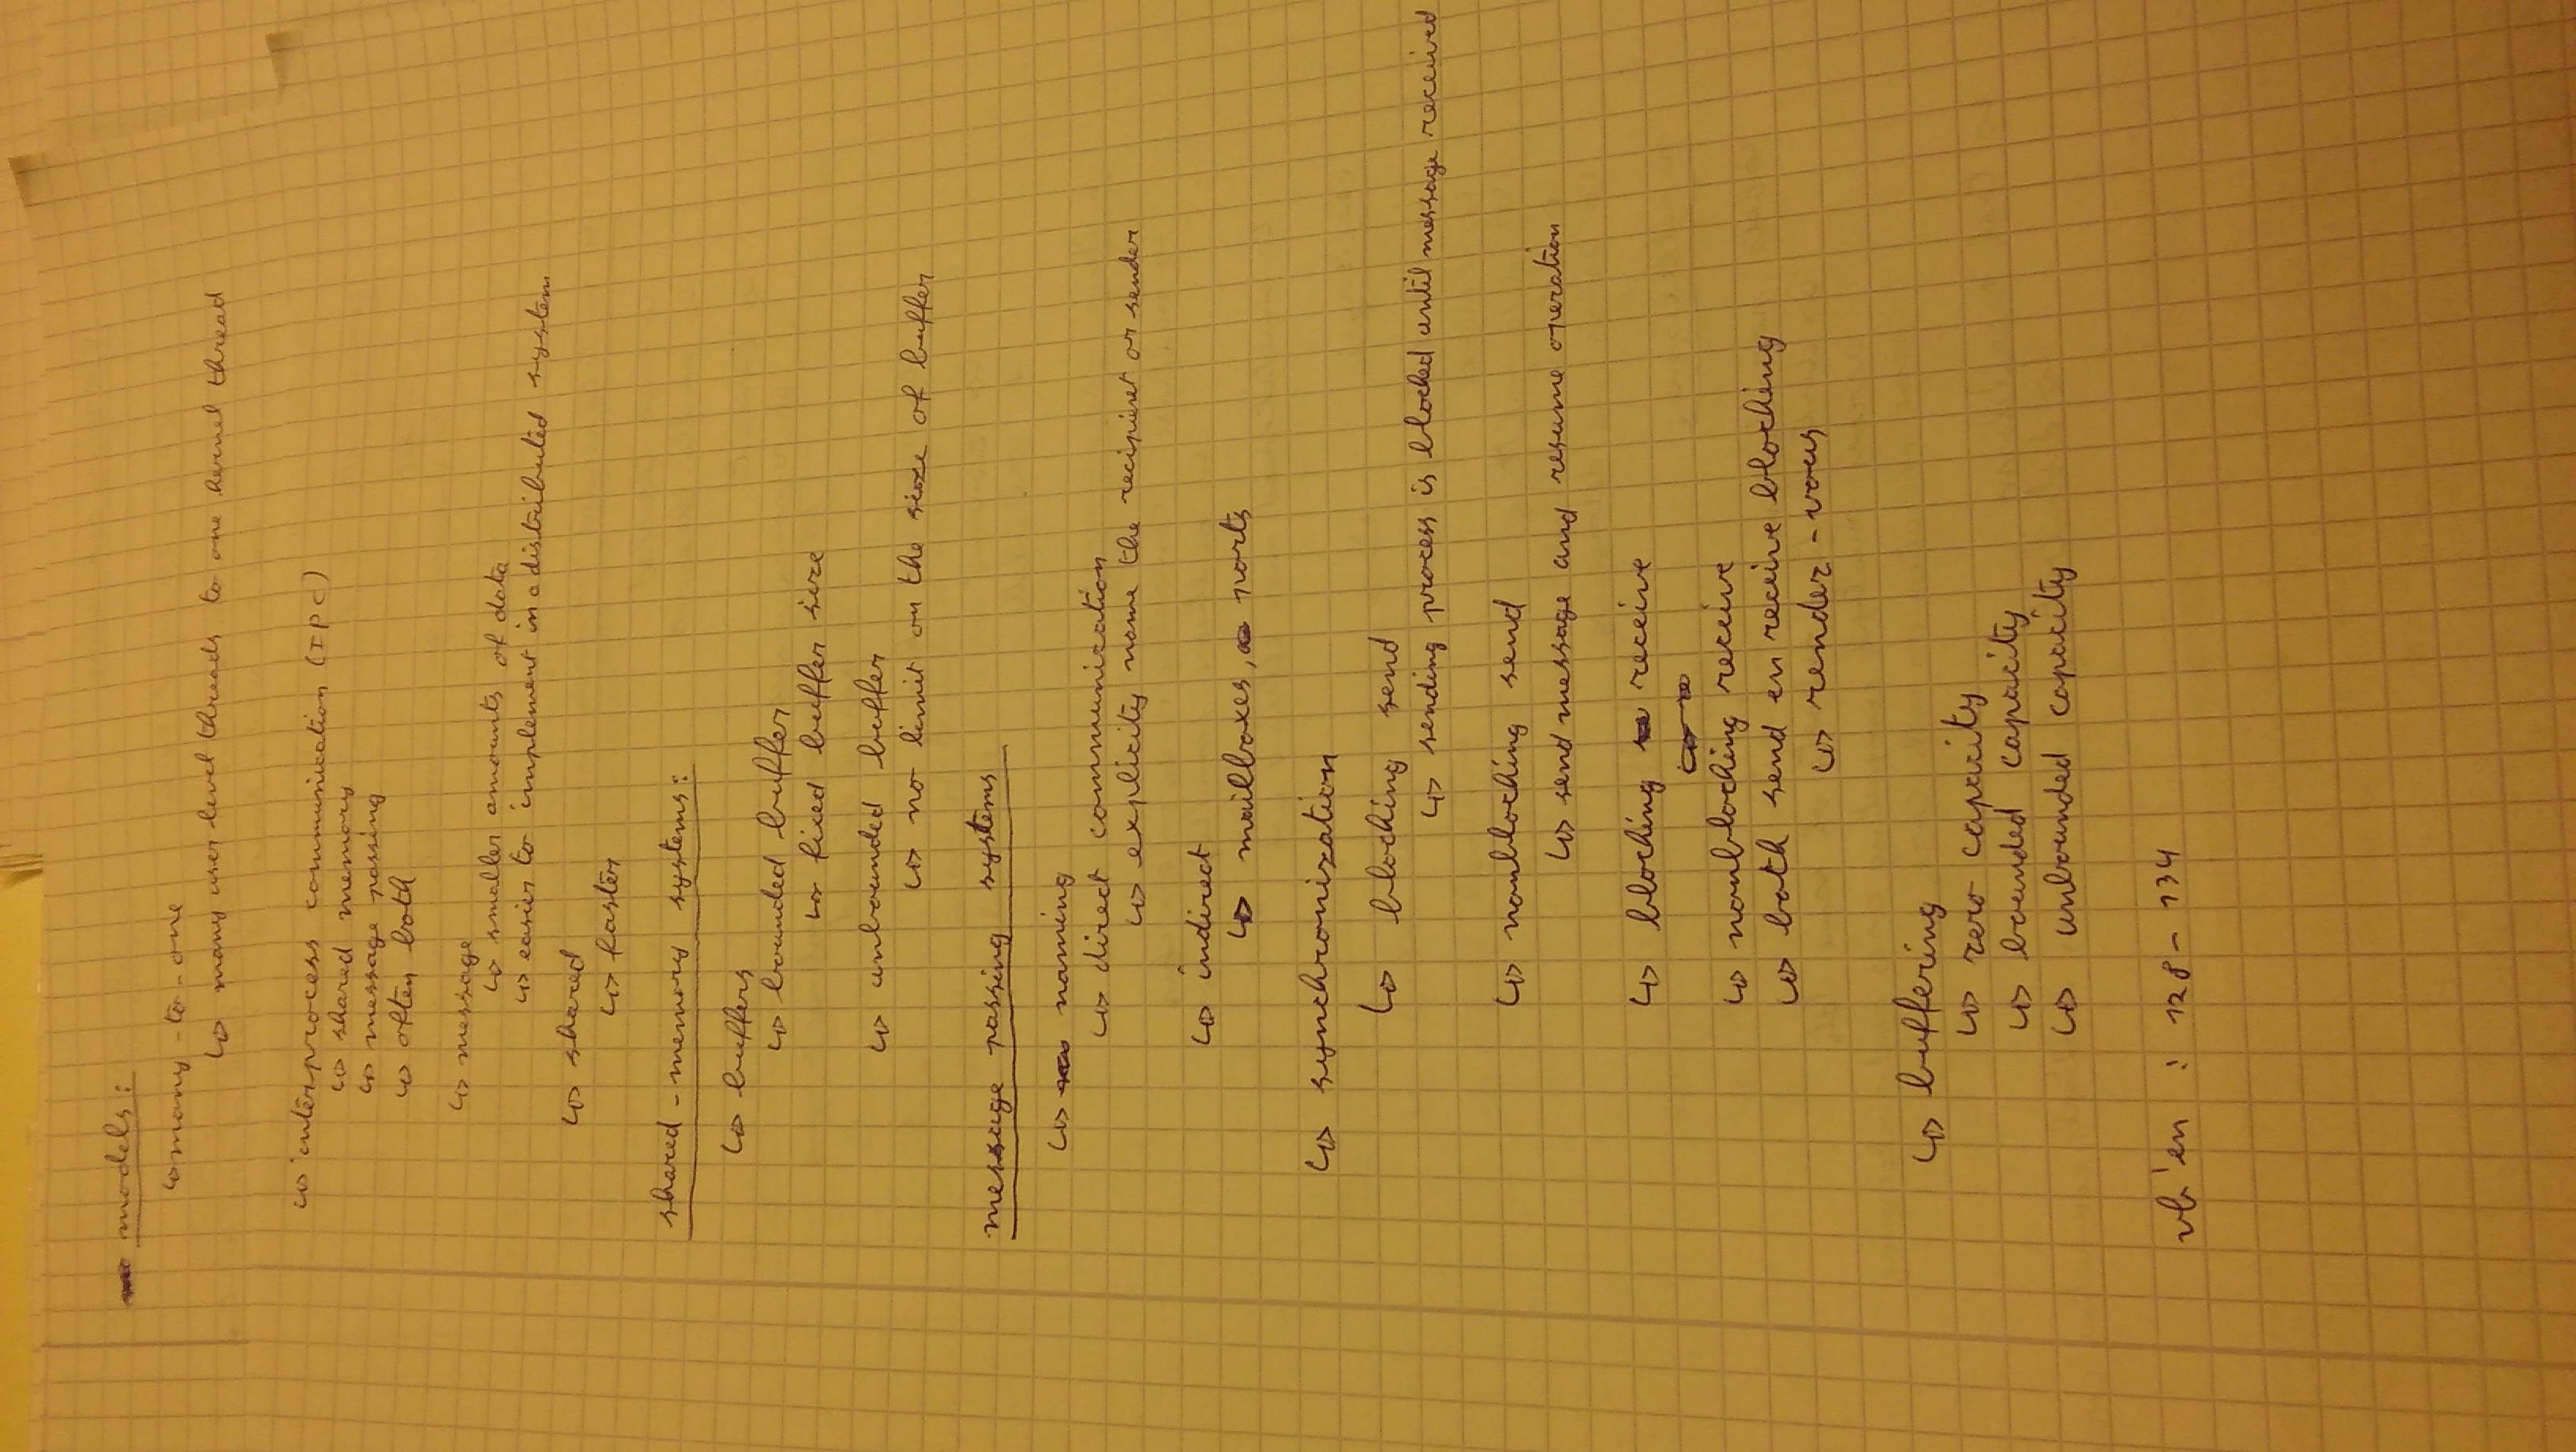 models:
↳ many-to-one
↳ many user level threads to one kernel thread
↳ interprocess communication (IPC)
↳ shared memory
↳ message passing
↳ often both
↳ message
↳ smaller amounts of data
↳ easier to implement in a distributed system
↳ shared
↳ faster
shared-memory systems:
↳ buffers
↳ bounded buffer
↳ fixed buffer size
↳ unbounded buffer
↳ no limit on the size of buffer
message passing systems
↳ naming
↳ direct communication
↳ explicity name the recipient or sender
↳ indirect
↳ mailboxes, ports
↳ synchronization
↳ blocking send
↳ sending process is blocked until message received
↳ nonblocking send
↳ send message and resume operation
↳ blocking receive
↳ nonblocking receive
↳ both send en receive blocking
↳ render-vous
↳ buffering
↳ zero capacity
↳ bounded capacity
↳ unbounded capacity
vb'en : 128-134